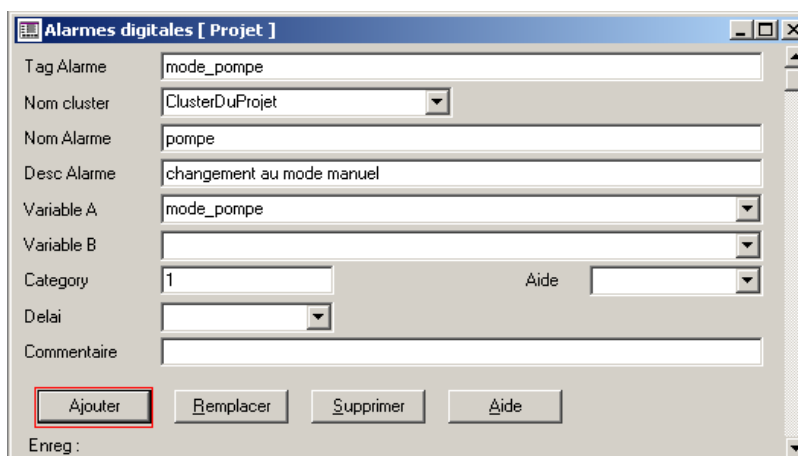 Alarmes digitales [ Projet ]
Tag Alarme mode_pompe
Nom cluster ClusterDuProjet
Nom Alarme pompe
Desc Alarme changement au mode manuel
Variable A mode_pompe
Variable B
Category 1 Aide
Delai
Commentaire
Ajouter Remplacer Supprimer Aide
Enreg :